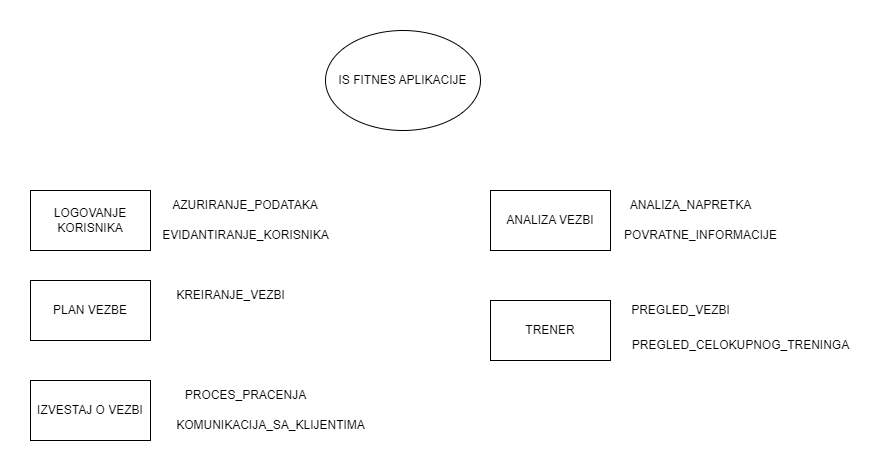 IS FITNES APLIKACIJE
LOGOVANJE
KORISNIKA
AZURIRANJE_PODATAKA
EVIDANTIRANJE_KORISNIKA
PLAN VEZBE
KREIRANJE_VEZBI
IZVESTAJ O VEZBI
PROCES_PRACENJA
KOMUNIKACIJA_SA_KLIJENTIMA
ANALIZA VEZBI
ANALIZA_NAPRETKA
POVRATNE_INFORMACIJE
TRENER
PREGLED_VEZBI
PREGLED_CELOKUPNOG_TRENINGA